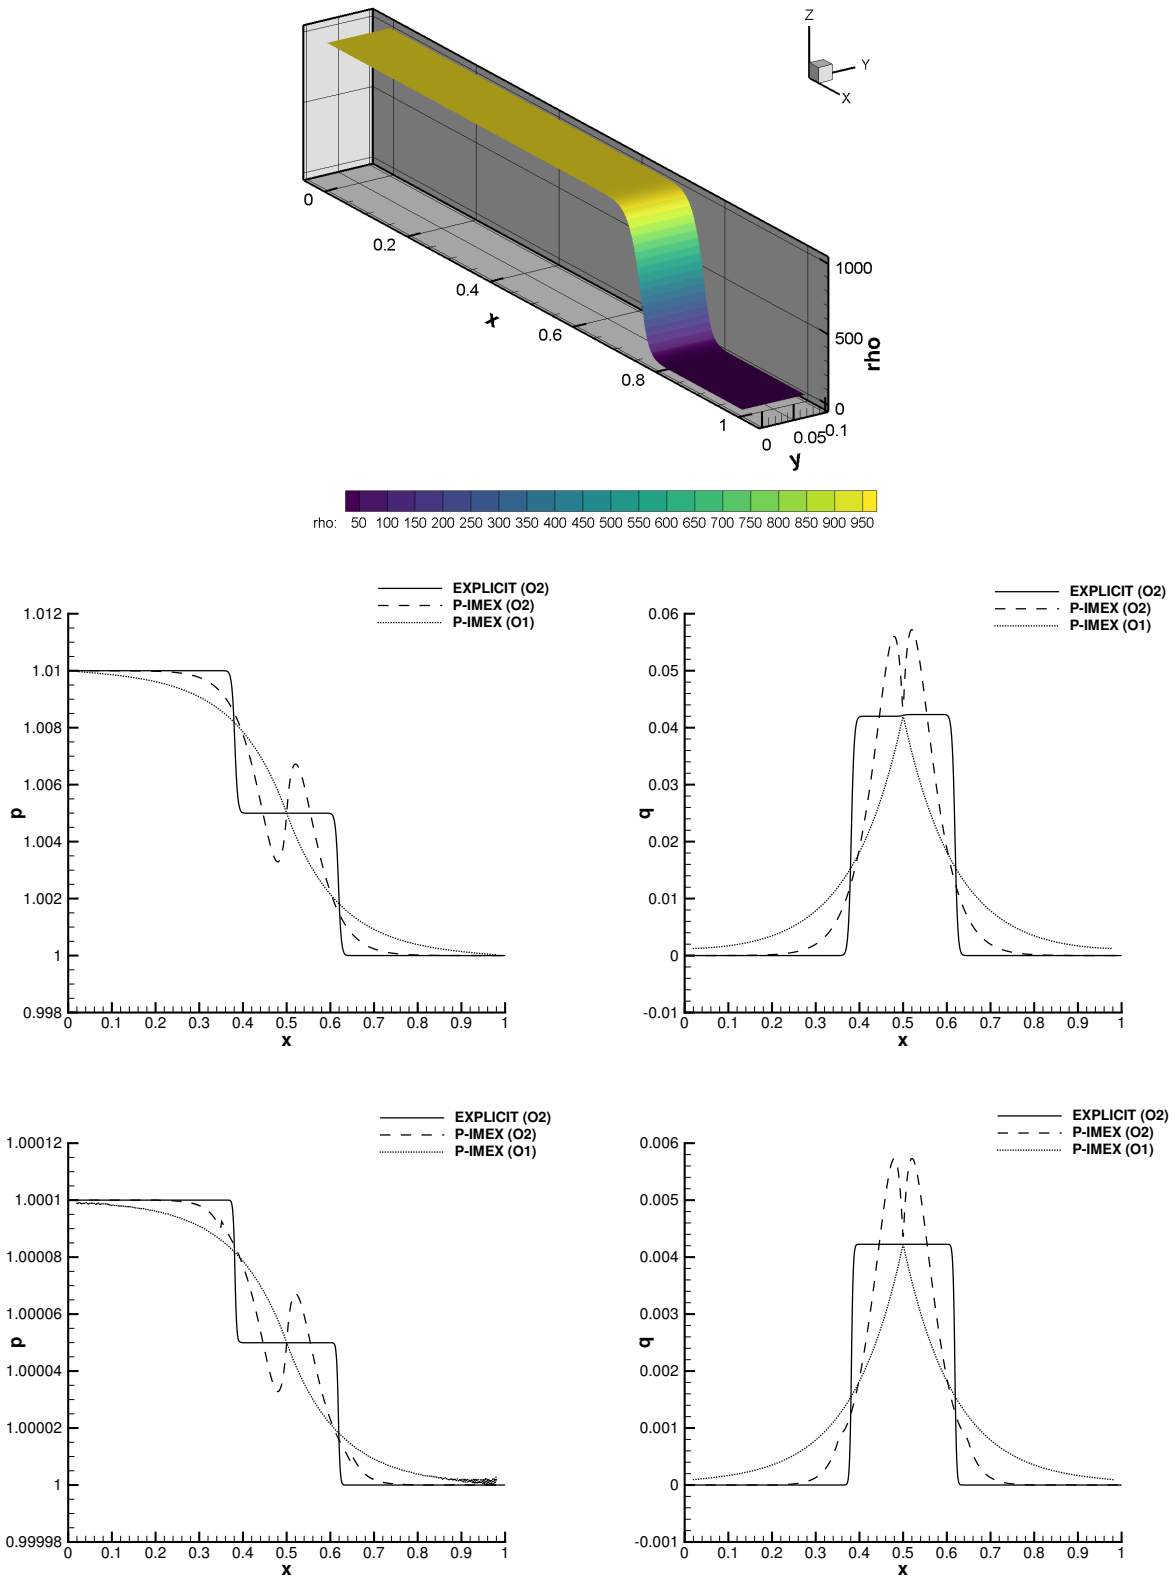 Z
Y
X
0
0.2
0.4
0.6
0.8
1
x
0
0.05
0.1
y
1000
500
0
rho
rho: 50 100 150 200 250 300 350 400 450 500 550 600 650 700 750 800 850 900 950
EXPLICIT (O2)
P-IMEX (O2)
P-IMEX (O1)
1.012
1.01
1.008
1.006
1.004
1.002
1
0.998
p
0 0.1 0.2 0.3 0.4 0.5 0.6 0.7 0.8 0.9 1
x
EXPLICIT (O2)
P-IMEX (O2)
P-IMEX (O1)
0.06
0.05
0.04
0.03
0.02
0.01
0
-0.01
q
0 0.1 0.2 0.3 0.4 0.5 0.6 0.7 0.8 0.9 1
x
EXPLICIT (O2)
P-IMEX (O2)
P-IMEX (O1)
1.00012
1.0001
1.00008
1.00006
1.00004
1.00002
1
0.99998
p
0 0.1 0.2 0.3 0.4 0.5 0.6 0.7 0.8 0.9 1
x
EXPLICIT (O2)
P-IMEX (O2)
P-IMEX (O1)
0.006
0.005
0.004
0.003
0.002
0.001
0
-0.001
q
0 0.1 0.2 0.3 0.4 0.5 0.6 0.7 0.8 0.9 1
x